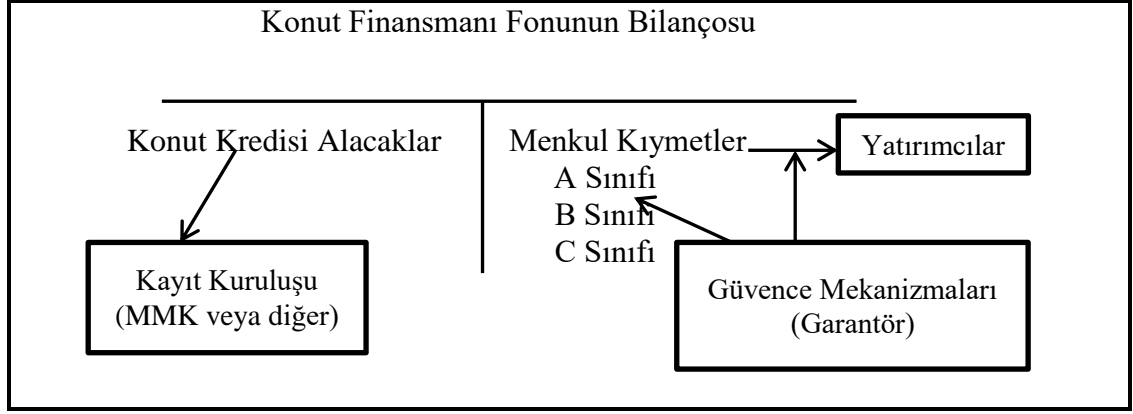 Konut Finansmanı Fonunun Bilançosu
Konut Kredisi Alacaklar
Menkul Kıymetler
A Sınıfı
B Sınıfı
C Sınıfı
Yatırımcılar
Kayıt Kuruluşu
(MMK veya diğer)
Güvence Mekanizmaları
(Garantör)